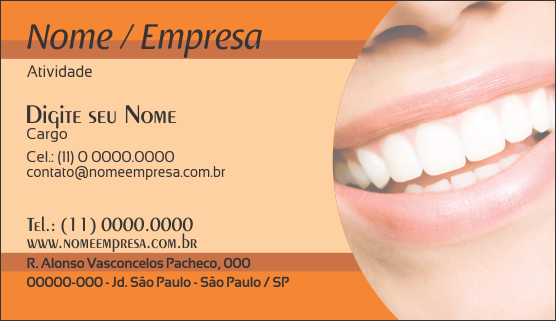 Nome / Empresa
Atividade
Digite seu Nome
Cargo
Cel.: (11) 0 0000.0000
contato@nomeempresa.com.br
Tel.: (11) 0000.0000
www.nomeempresa.com.br
R. Alonso Vasconcelos Pacheco, 000
00000-000 - Jd. São Paulo - São Paulo / SP